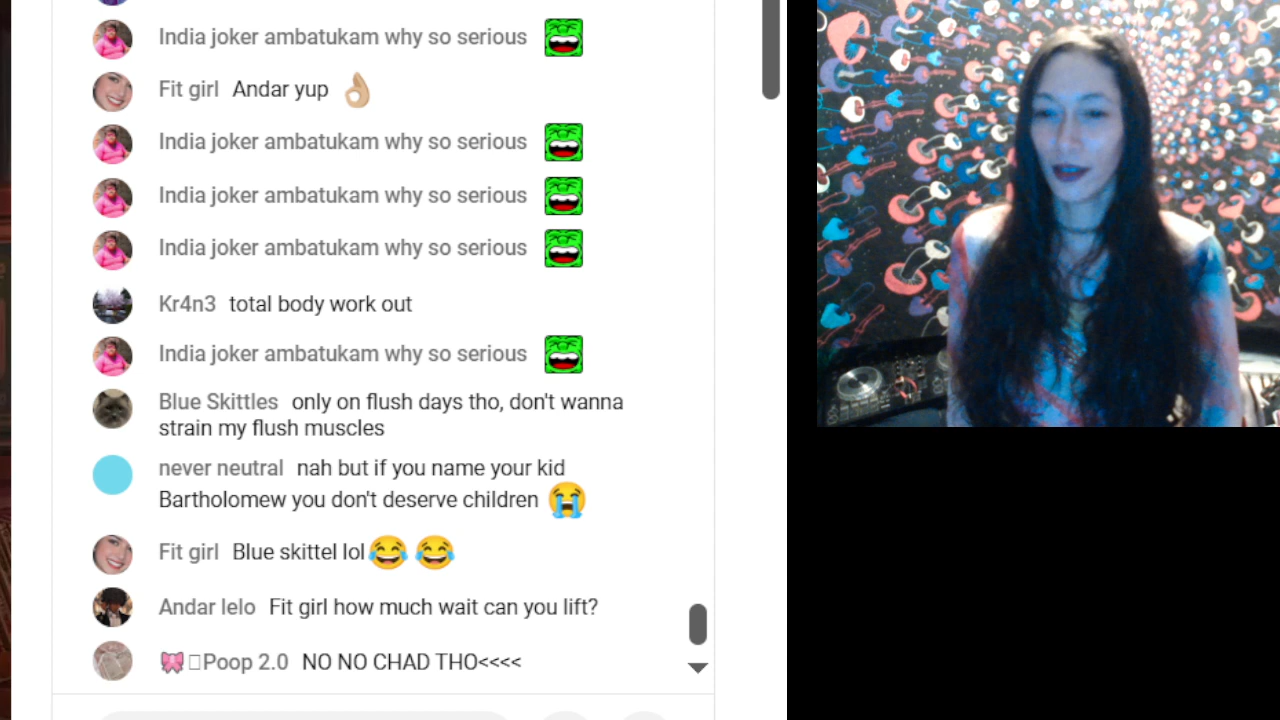 India joker ambatukam why so serious
Fit girl Andar yup 👌🏼
India joker ambatukam why so serious
India joker ambatukam why so serious
India joker ambatukam why so serious
Kr4n3 total body work out
India joker ambatukam why so serious
Blue Skittles only on flush days tho, don't wanna
strain my flush muscles
never neutral nah but if you name your kid
Bartholomew you don't deserve children 😭
Fit girl Blue skittel lol😂 😂
Andar lelo Fit girl how much wait can you lift?
🎀Poop 2.0 NO NO CHAD THO<<<<